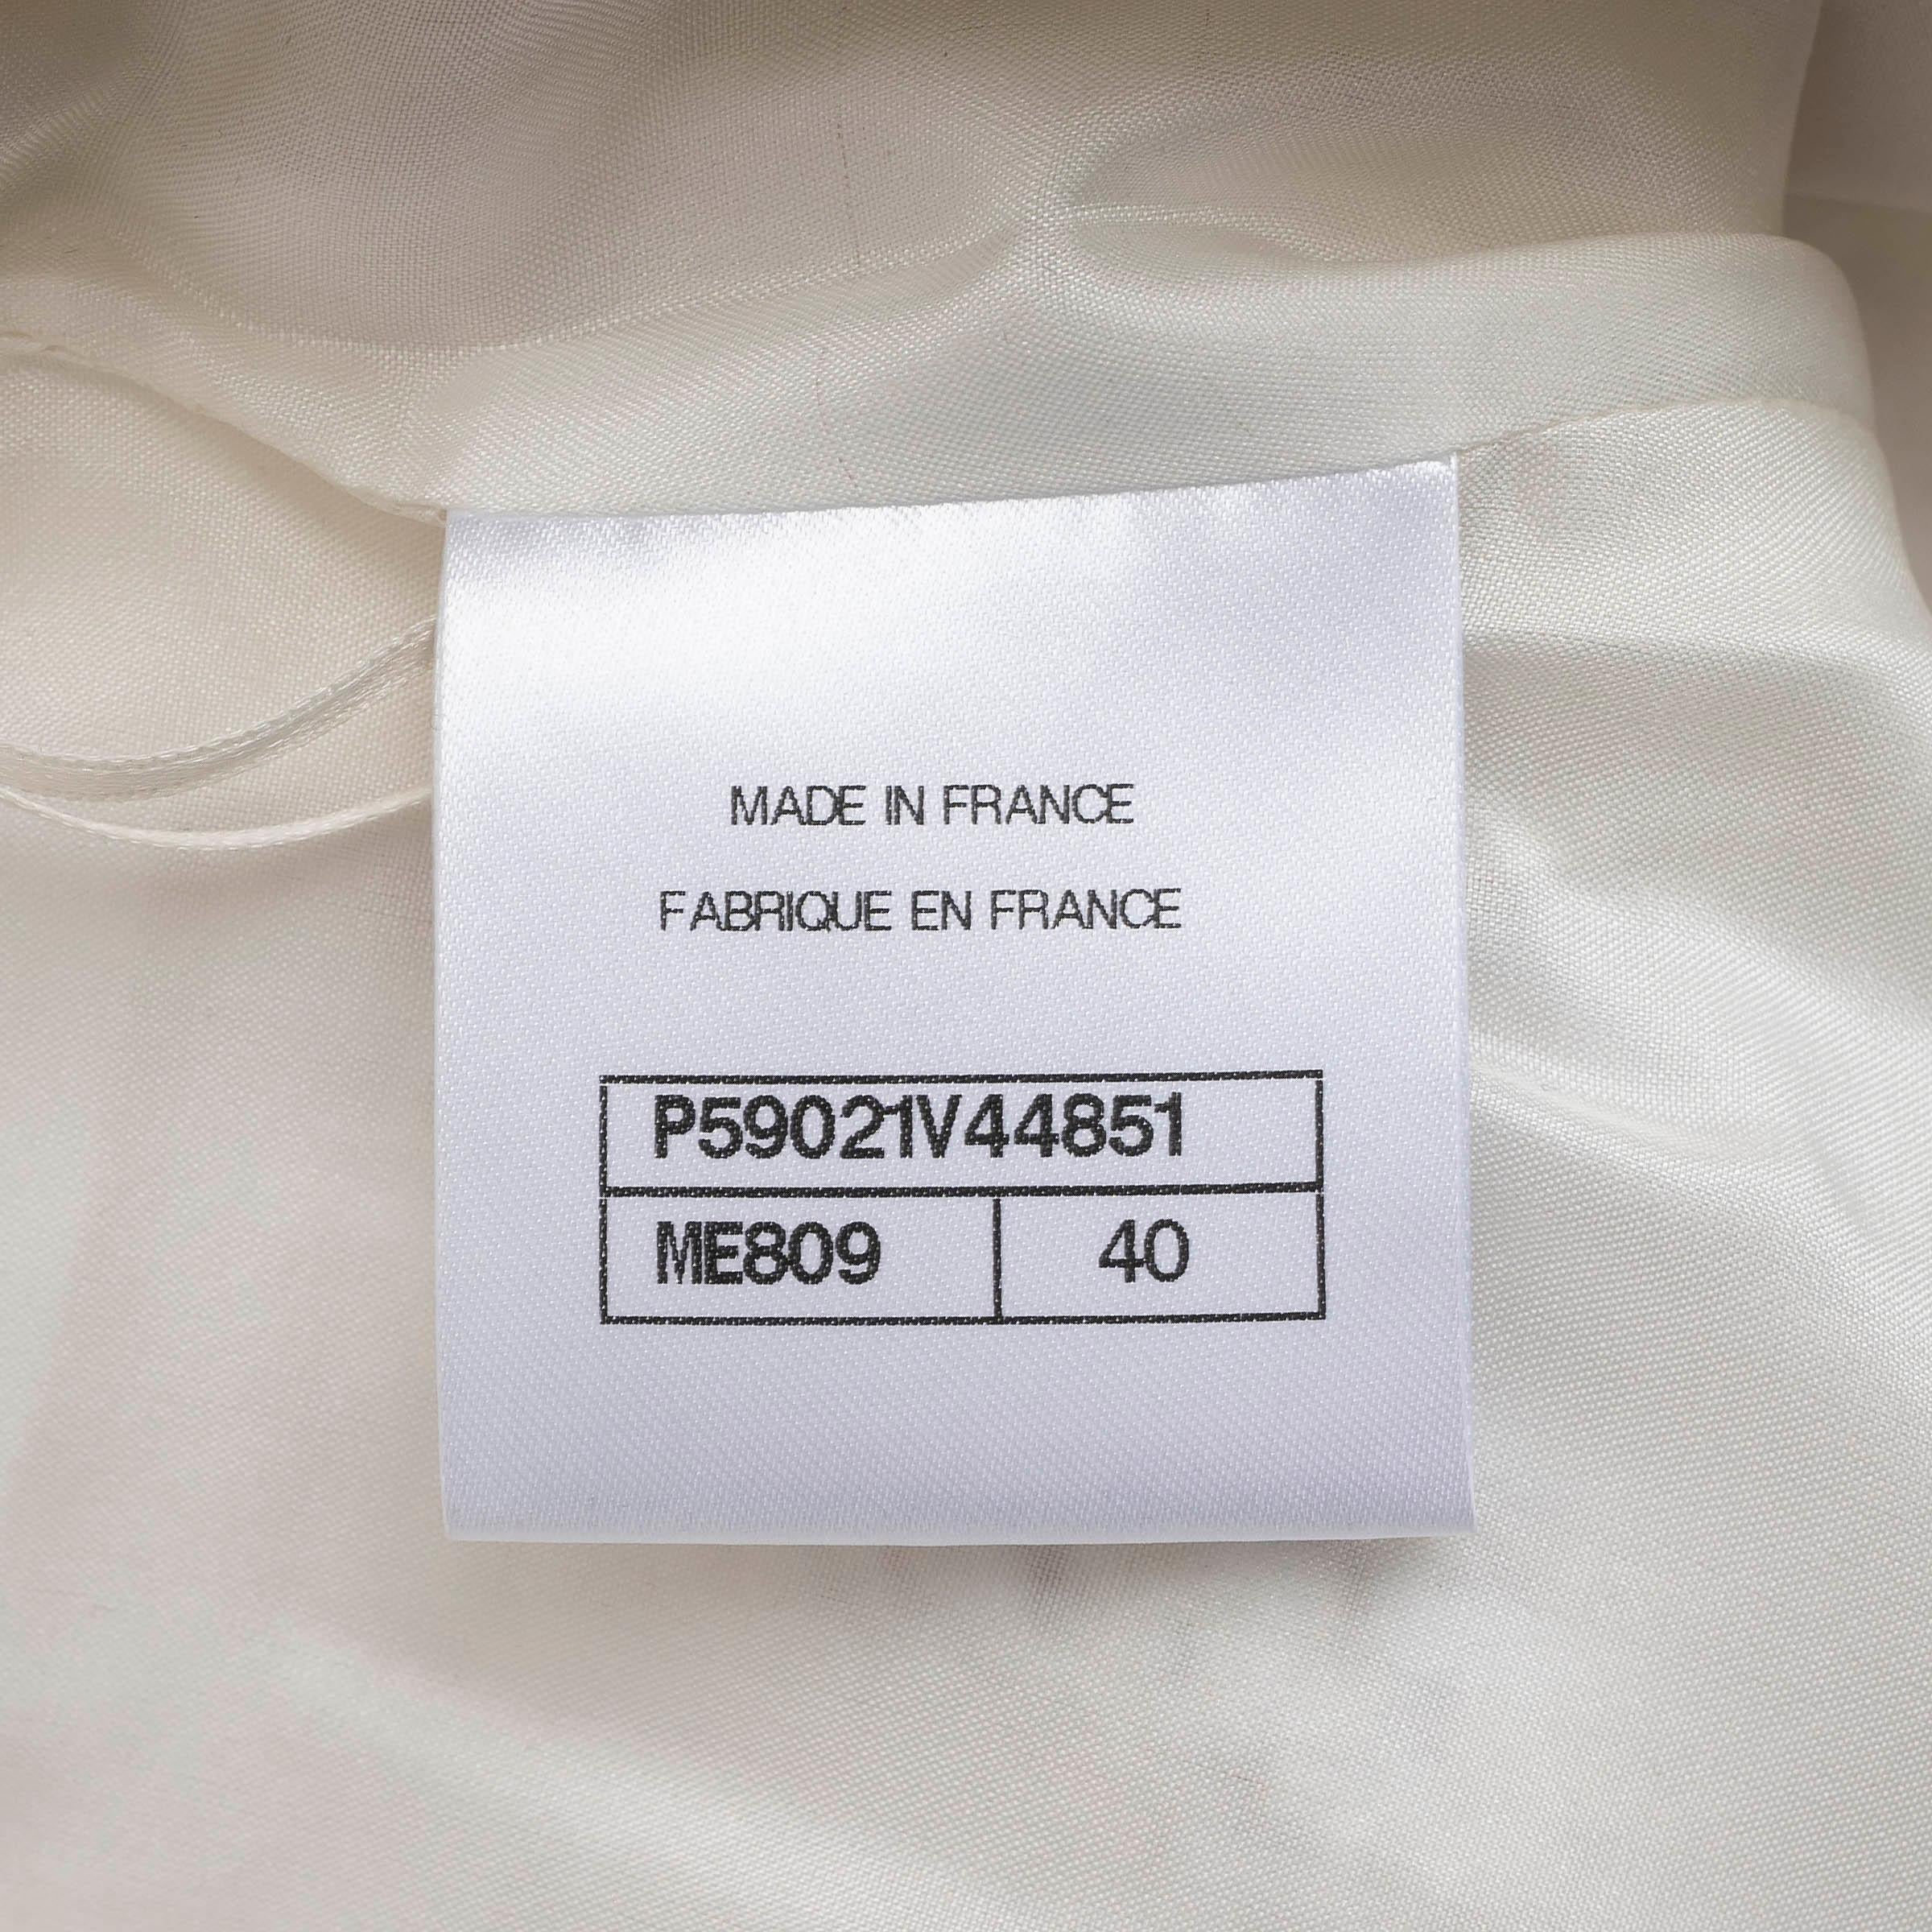 MADE IN FRANCE
FABRIQUE EN FRANCE
P59021V44851
ME809 40